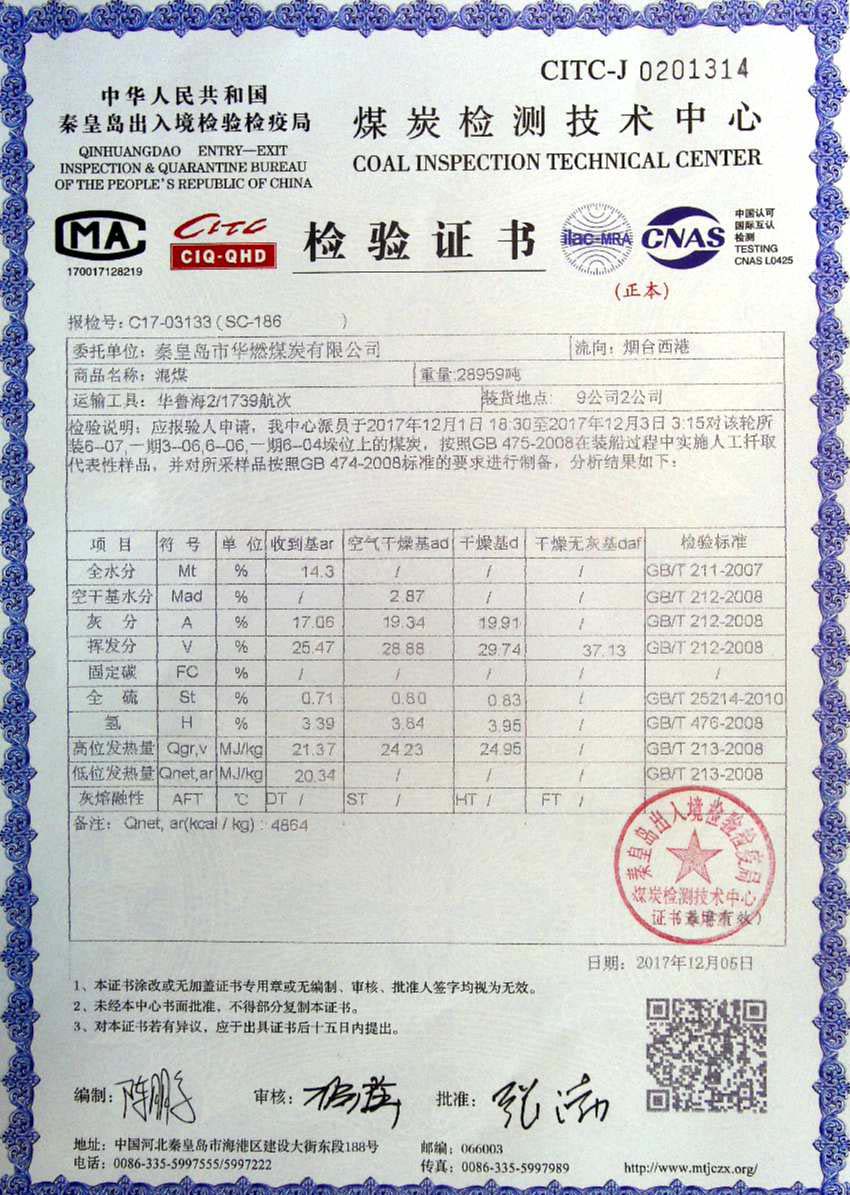 CITC-J 0201314
中华人民共和国
秦皇岛出入境检验检疫局
QINHUANGDAO ENTRY—EXIT
INSPECTION & QUARANTINE BUREAU
OF THE PEOPLE'S REPUBLIC OF CHINA
煤炭检测技术中心
COAL INSPECTION TECHNICAL CENTER
MA
170017128219
CITC
CIQ-QHD
检验证书
ilac-MRA
CNAS
中国认可
国际互认
检测
TESTING
CNAS L0425
(正本)
报检号: C17-03133 ( SC-186 )
委托单位: 秦皇岛市华燃煤炭有限公司 流向: 烟台西港
商品名称: 混煤 重量:28959吨
运输工具: 华鲁海2/1739航次 装货地点: 9公司2公司
检验说明: 应报验人申请, 我中心派员于2017年12月1日 18:30至2017年12月3日 3:15对该轮所
装6--07,一期3--06,6--06,一期6--04垛位上的煤炭, 按照GB 475-2008在装船过程中实施人工扦取
代表性样品, 并对所采样品按照GB 474-2008标准的要求进行制备, 分析结果如下:
项目 符号 单位 收到基ar 空气干燥基ad 干燥基d 干燥无灰基daf 检验标准
全水分 Mt % 14.3 / / / GB/T 211-2007
空干基水分 Mad % / 2.87 / / GB/T 212-2008
灰分 A % 17.06 19.34 19.91 / GB/T 212-2008
挥发分 V % 25.47 28.88 29.74 37.13 GB/T 212-2008
固定碳 FC % / / / / /
全硫 St % 0.71 0.80 0.83 / GB/T 25214-2010
氢 H % 3.39 3.84 3.95 / GB/T 476-2008
高位发热量 Qgr,v MJ/kg 21.37 24.23 24.95 / GB/T 213-2008
低位发热量 Qnet,ar MJ/kg 20.34 / / / GB/T 213-2008
灰熔融性 AFT ℃ DT / ST / HT / FT /
备注: Qnet, ar(kcal / kg) : 4864
秦皇岛出入境检验检疫局
煤炭检测技术中心
日期: 2017年12月05日
1、本证书涂改或无加盖证书专用章或无编制、审核、批准人签字均视为无效。
2、未经本中心书面批准, 不得部分复制本证书。
3、对本证书若有异议, 应于出具证书后十五日内提出。
编制: 陈鹏 审核: 批准: 张
地址: 中国河北秦皇岛市海港区建设大街东段188号 邮编: 066003
电话: 0086-335-5997555/5997222 传真: 0086-335-5997989 http://www.mtjczx.org/